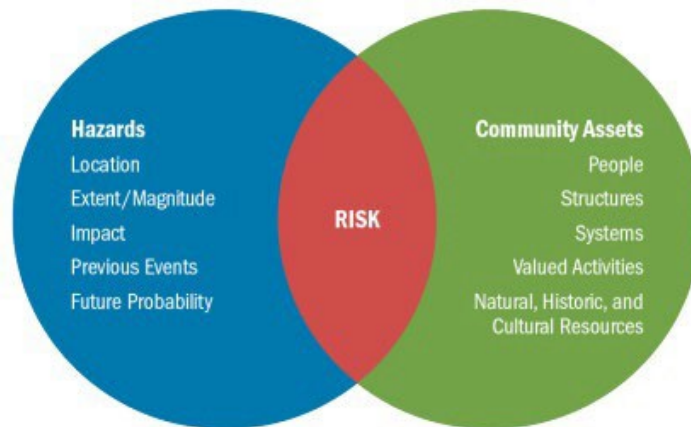 Hazards
Location
Extent/Magnitude
Impact
Previous Events
Future Probability
RISK
Community Assets
People
Structures
Systems
Valued Activities
Natural, Historic, and
Cultural Resources